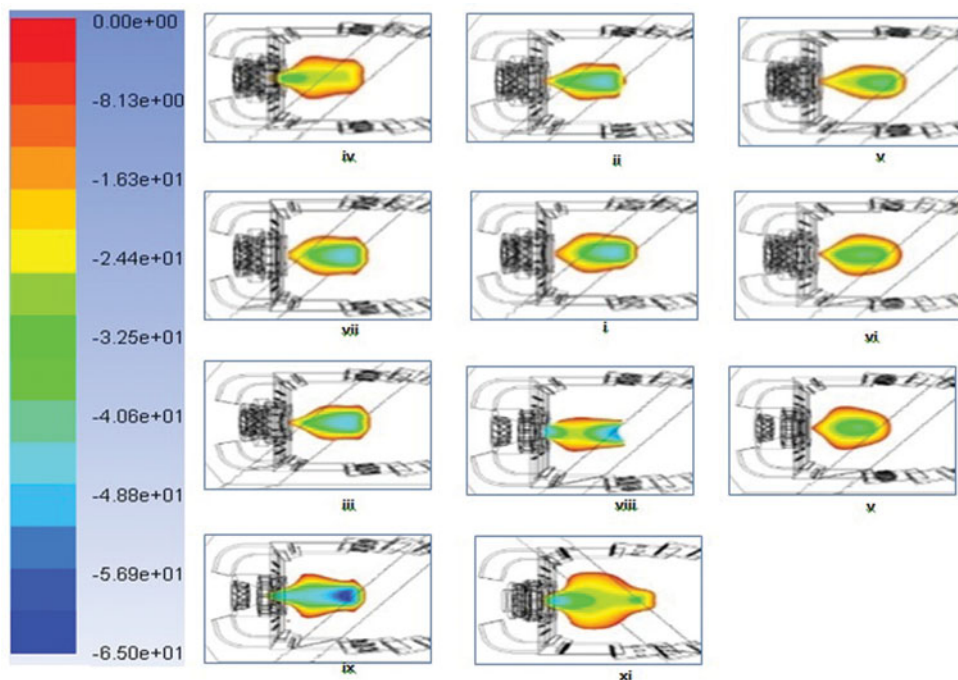 0.00e+00
-8.13e+00
-1.63e+01
-2.44e+01
-3.25e+01
-4.06e+01
-4.88e+01
-5.69e+01
-6.50e+01
iv
ii
v
vii
i
vi
iii
viii
v
ix
xi